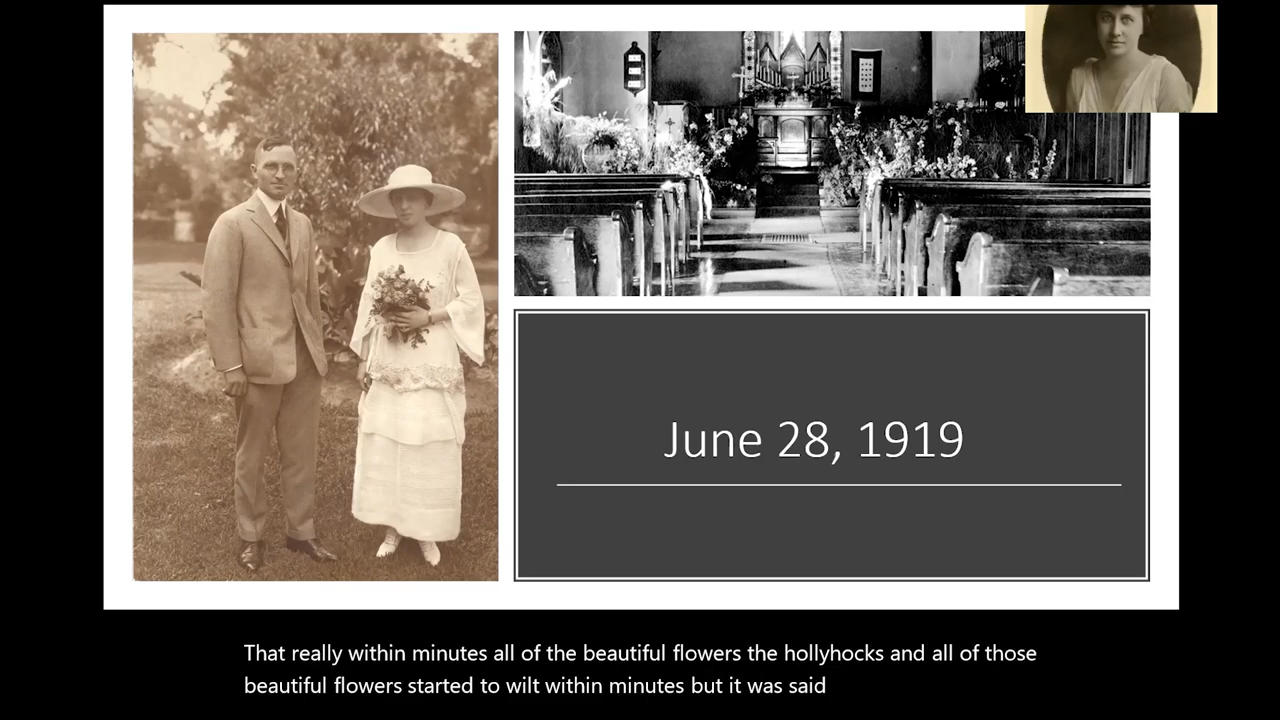 June 28, 1919
That really within minutes all of the beautiful flowers the hollyhocks and all of those
beautiful flowers started to wilt within minutes but it was said